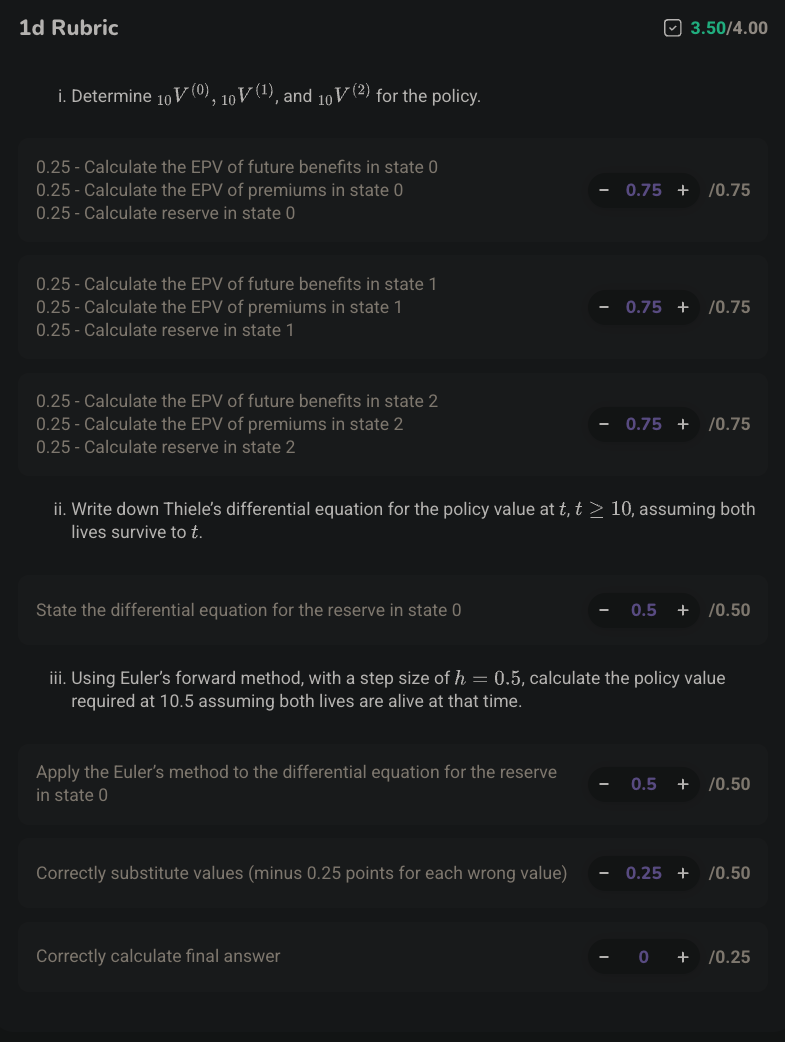 1d Rubric
3.50/4.00
i. Determine ₁₀V⁽⁰⁾, ₁₀V⁽¹⁾, and ₁₀V⁽²⁾ for the policy.
0.25 - Calculate the EPV of future benefits in state 0
0.25 - Calculate the EPV of premiums in state 0
0.25 - Calculate reserve in state 0
− 0.75 + /0.75
0.25 - Calculate the EPV of future benefits in state 1
0.25 - Calculate the EPV of premiums in state 1
0.25 - Calculate reserve in state 1
− 0.75 + /0.75
0.25 - Calculate the EPV of future benefits in state 2
0.25 - Calculate the EPV of premiums in state 2
0.25 - Calculate reserve in state 2
− 0.75 + /0.75
ii. Write down Thiele’s differential equation for the policy value at t, t ≥ 10, assuming both
lives survive to t.
State the differential equation for the reserve in state 0
− 0.5 + /0.50
iii. Using Euler’s forward method, with a step size of h = 0.5, calculate the policy value
required at 10.5 assuming both lives are alive at that time.
Apply the Euler’s method to the differential equation for the reserve
in state 0
− 0.5 + /0.50
Correctly substitute values (minus 0.25 points for each wrong value)
− 0.25 + /0.50
Correctly calculate final answer
− 0 + /0.25